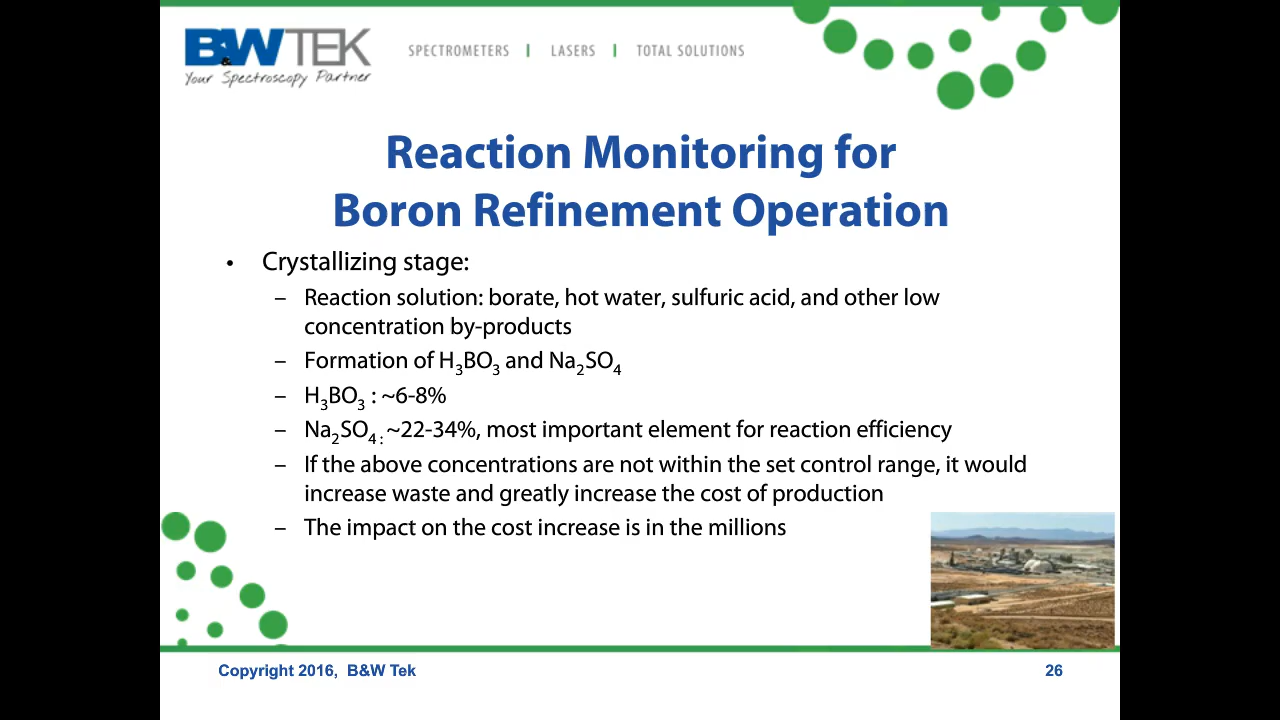 B&WTEK
Your Spectroscopy Partner
SPECTROMETERS | LASERS | TOTAL SOLUTIONS
Reaction Monitoring for
Boron Refinement Operation
• Crystallizing stage:
– Reaction solution: borate, hot water, sulfuric acid, and other low
concentration by-products
– Formation of H₃BO₃ and Na₂SO₄
– H₃BO₃ : ~6-8%
– Na₂SO₄ : ~22-34%, most important element for reaction efficiency
– If the above concentrations are not within the set control range, it would
increase waste and greatly increase the cost of production
– The impact on the cost increase is in the millions
Copyright 2016, B&W Tek
26